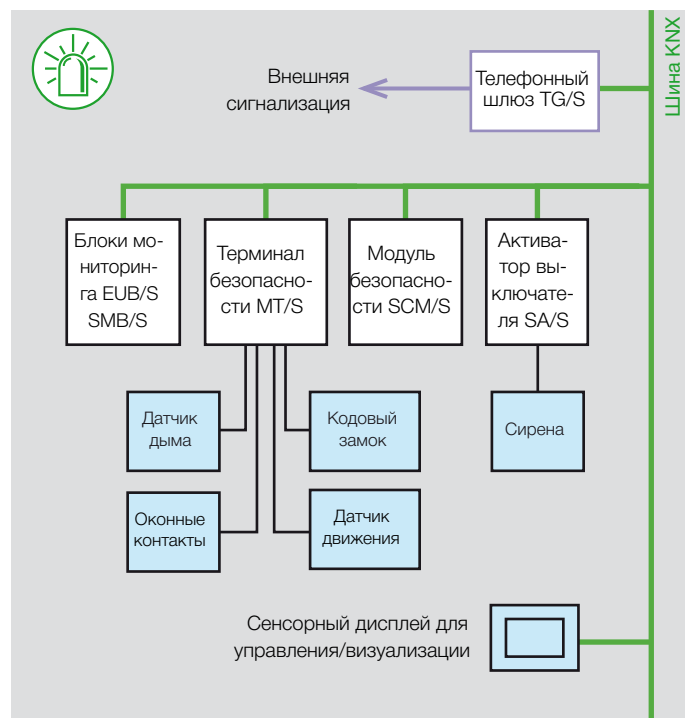 Шина KNX
Внешняя
сигнализация
Телефонный
шлюз TG/S
Блоки мо-
ниторин-
га EUB/S
SMB/S
Терминал
безопасно-
сти MT/S
Модуль
безопасно-
сти SCM/S
Актива-
тор вы-
ключате-
ля SA/S
Датчик
дыма
Кодовый
замок
Сирена
Оконные
контакты
Датчик
движения
Сенсорный дисплей для
управления/визуализации